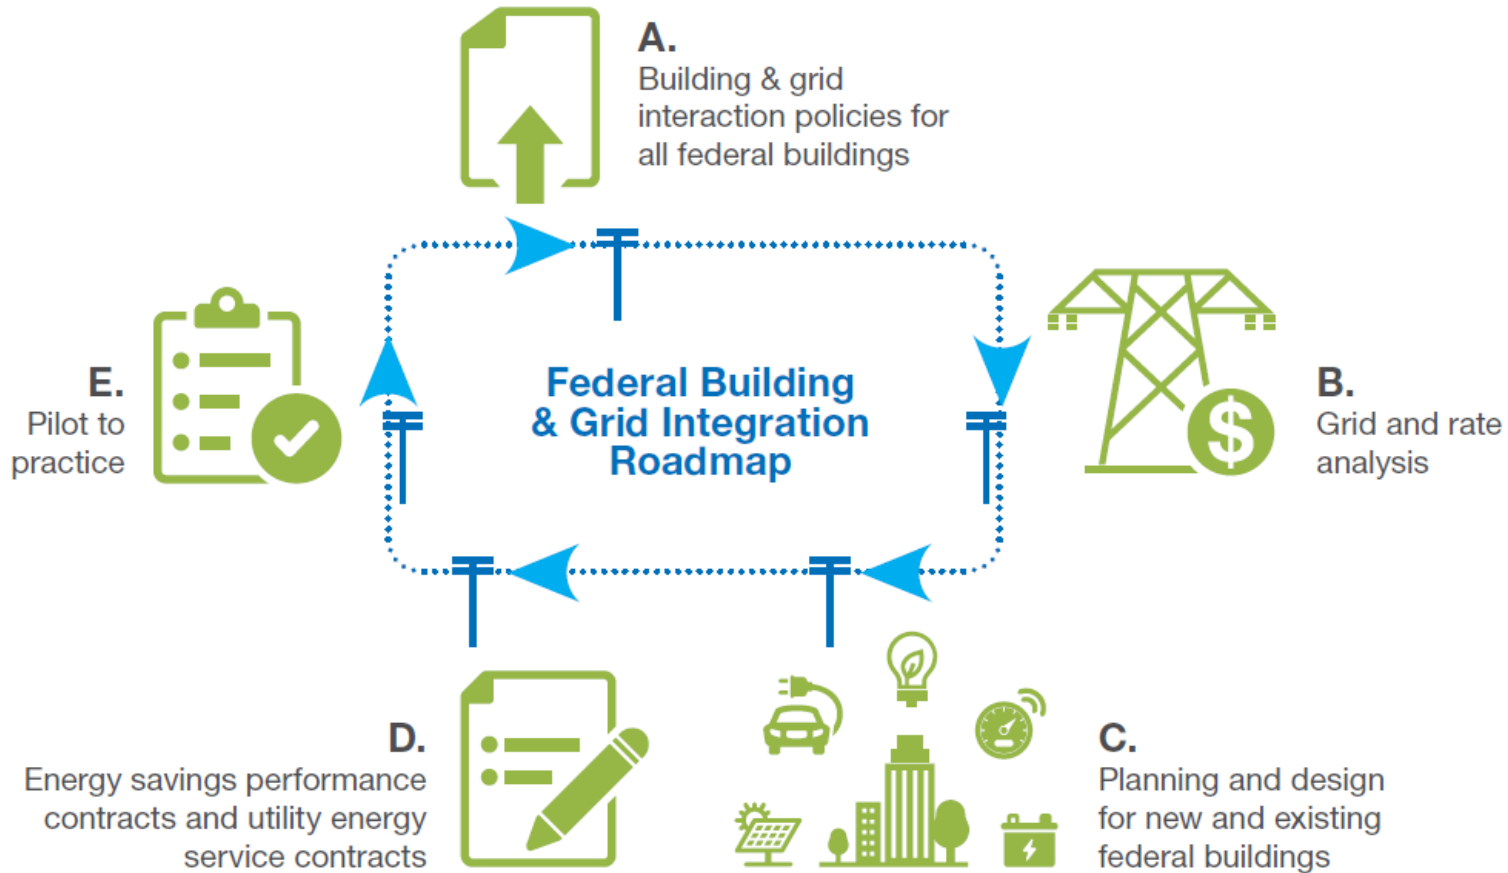 A.
Building & grid
interaction policies for
all federal buildings
Federal Building
& Grid Integration
Roadmap
B.
Grid and rate
analysis
$
C.
Planning and design
for new and existing
federal buildings
D.
Energy savings performance
contracts and utility energy
service contracts
E.
Pilot to
practice